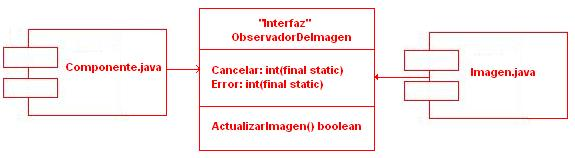 "Interfaz"
ObservadorDeImagen
Componente.java
Cancelar: int(final static)
Error: int(final static)
Imagen.java
ActualizarImagen() boolean